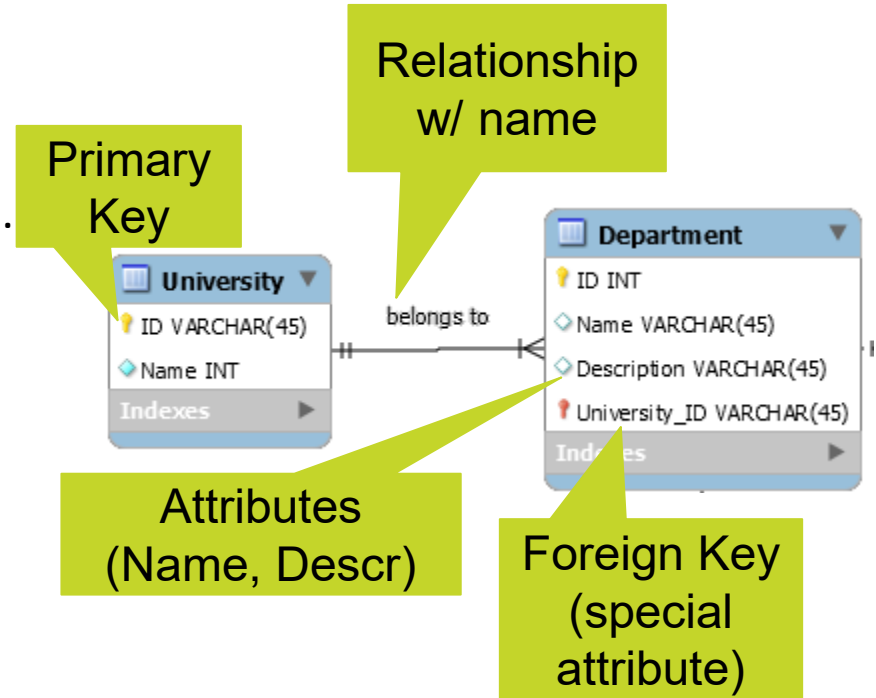 Relationship
w/ name
Primary
Key
.
University
ID VARCHAR(45)
Name INT
Indexes
belongs to
Department
ID INT
Name VARCHAR(45)
Description VARCHAR(45)
University_ID VARCHAR(45)
Attributes
(Name, Descr)
Foreign Key
(special
attribute)